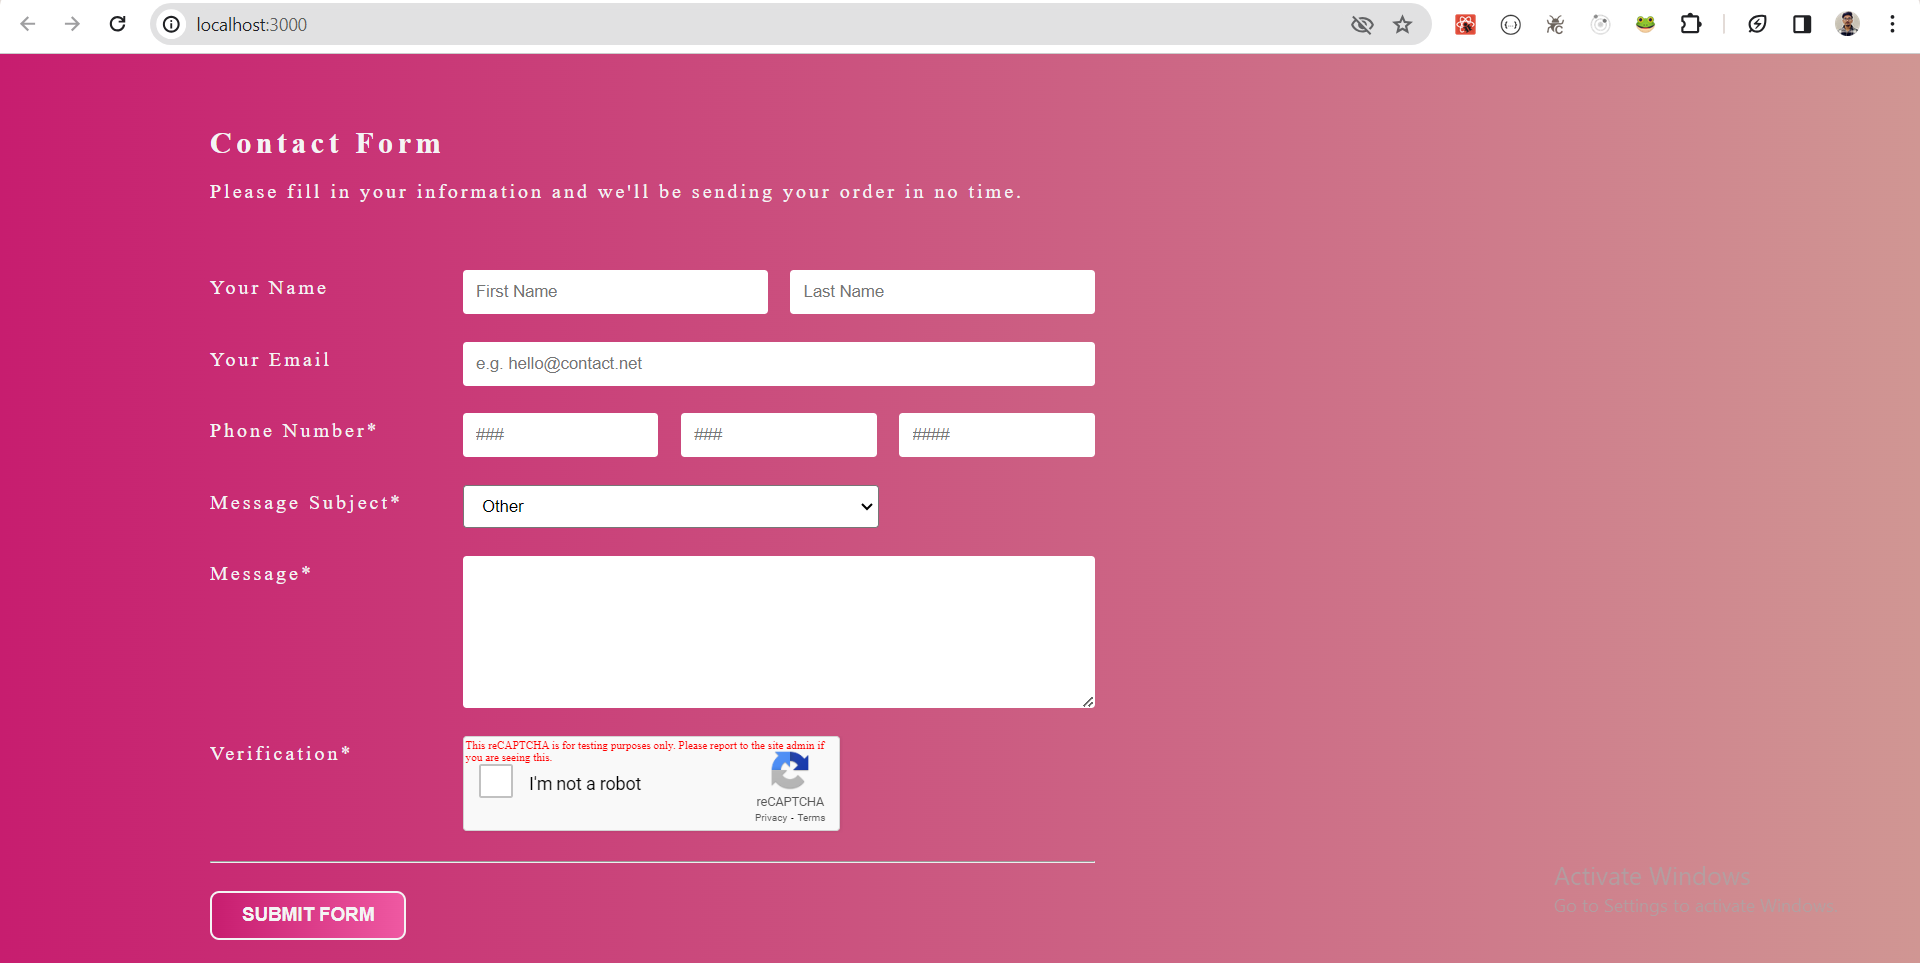 localhost:3000
Contact Form
Please fill in your information and we'll be sending your order in no time.
Your Name
First Name
Last Name
Your Email
e.g. hello@contact.net
Phone Number*
###
###
####
Message Subject*
Other
Message*
Verification*
This reCAPTCHA is for testing purposes only. Please report to the site admin if
you are seeing this.
I'm not a robot
reCAPTCHA
Privacy - Terms
SUBMIT FORM
Activate Windows
Go to Settings to activate Windows.